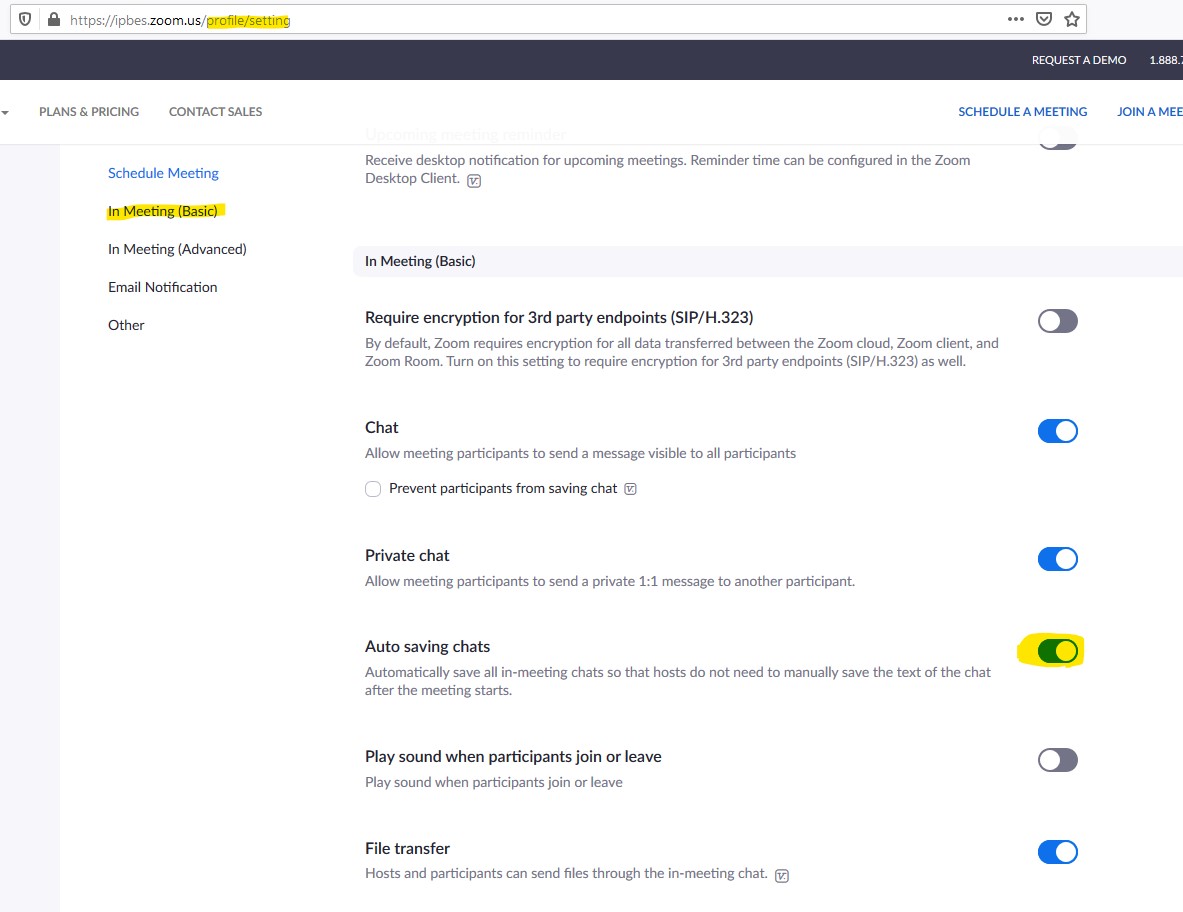 https://ipbes.zoom.us/profile/setting
REQUEST A DEMO 1.888.7
PLANS & PRICING CONTACT SALES SCHEDULE A MEETING JOIN A MEE
Upcoming meeting reminder
Receive desktop notification for upcoming meetings. Reminder time can be configured in the Zoom
Desktop Client.
Schedule Meeting
In Meeting (Basic)
In Meeting (Advanced)
Email Notification
Other
In Meeting (Basic)
Require encryption for 3rd party endpoints (SIP/H.323)
By default, Zoom requires encryption for all data transferred between the Zoom cloud, Zoom client, and
Zoom Room. Turn on this setting to require encryption for 3rd party endpoints (SIP/H.323) as well.
Chat
Allow meeting participants to send a message visible to all participants
Prevent participants from saving chat
Private chat
Allow meeting participants to send a private 1:1 message to another participant.
Auto saving chats
Automatically save all in-meeting chats so that hosts do not need to manually save the text of the chat
after the meeting starts.
Play sound when participants join or leave
Play sound when participants join or leave
File transfer
Hosts and participants can send files through the in-meeting chat.